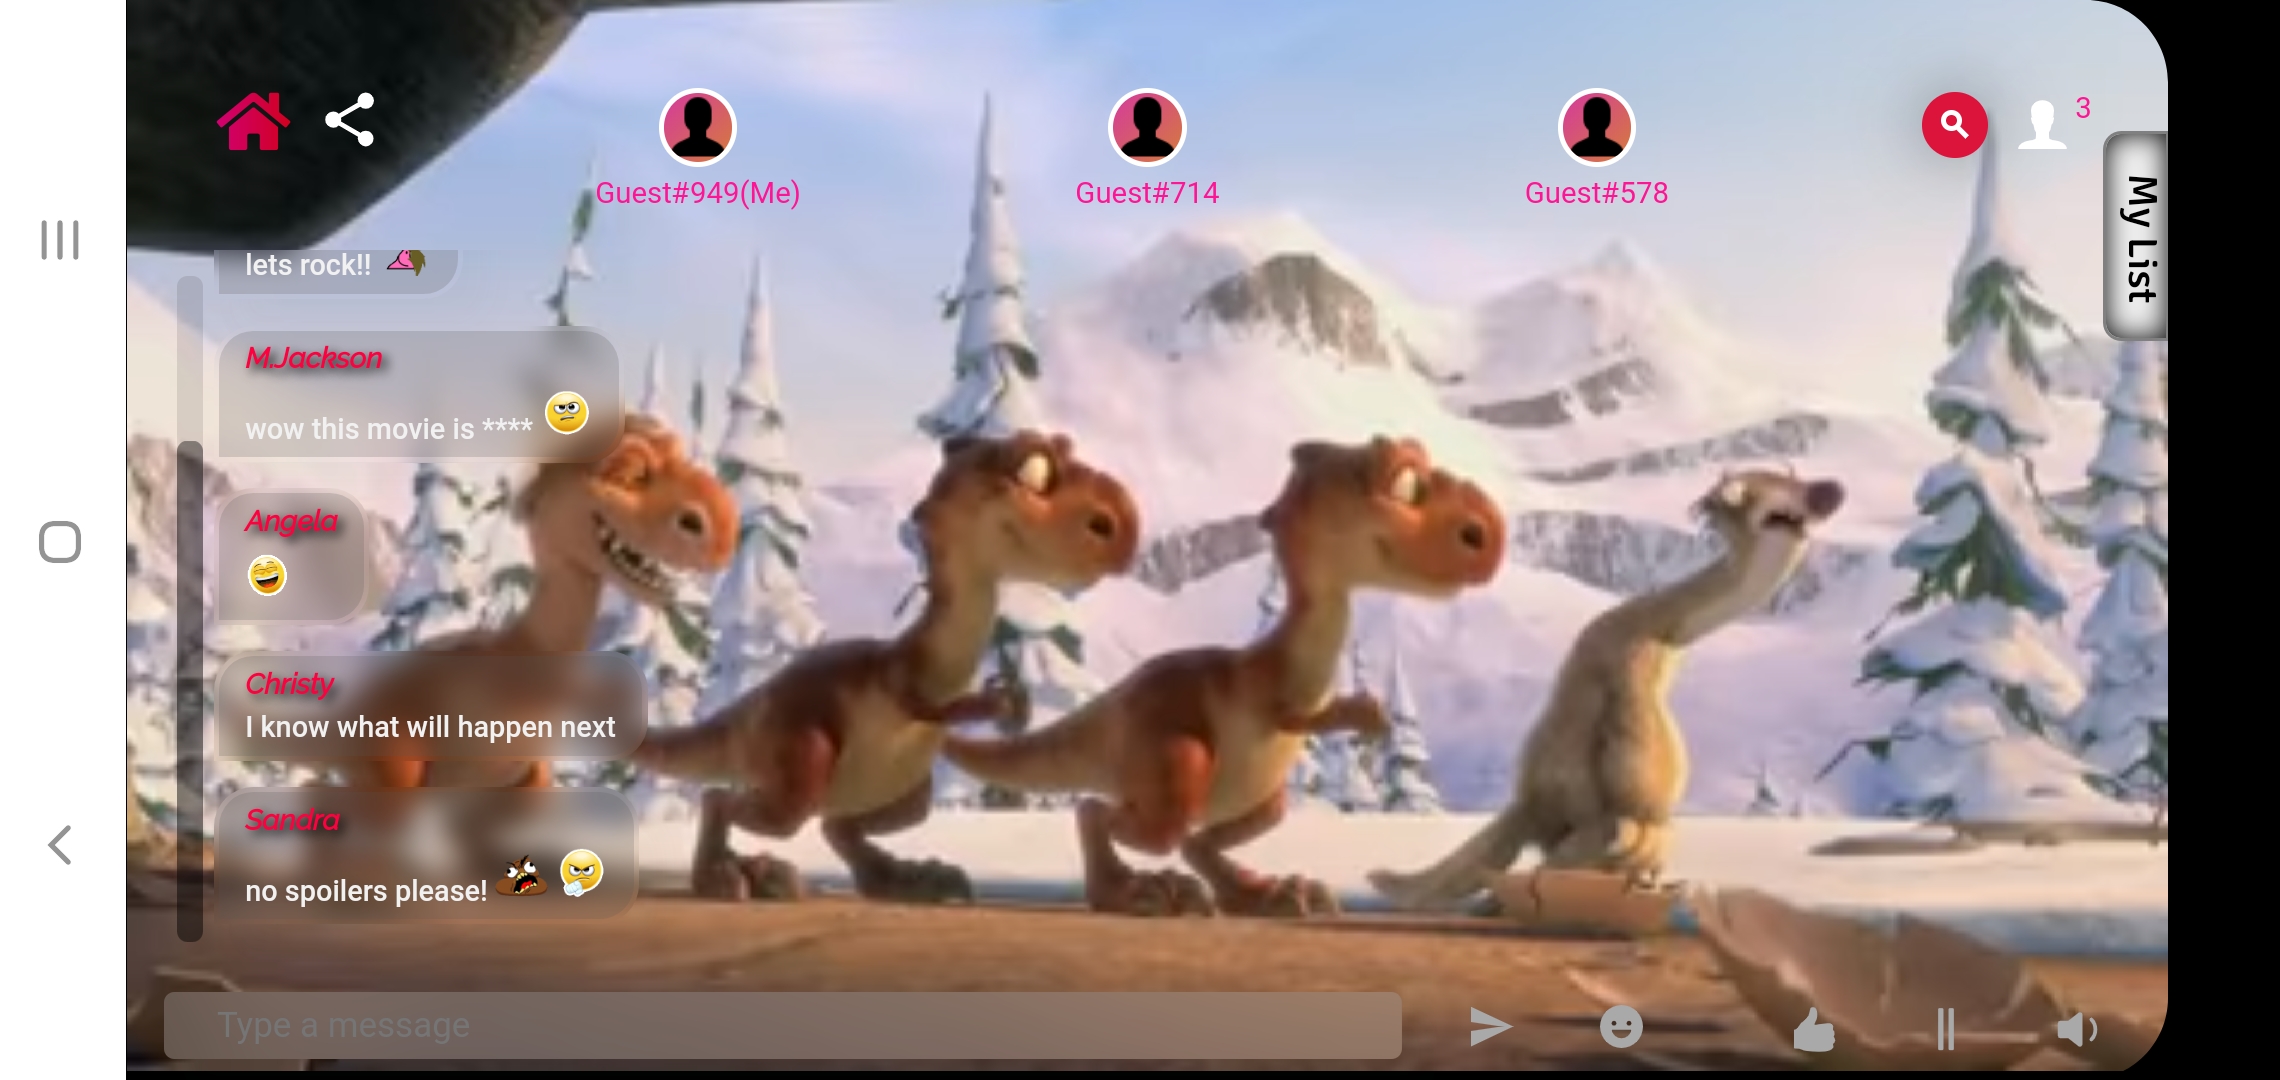 Guest#949(Me)
Guest#714
Guest#578
3
My List
lets rock!!
M.Jackson
wow this movie is ****
Angela
Christy
I know what will happen next
Sandra
no spoilers please!
Type a message